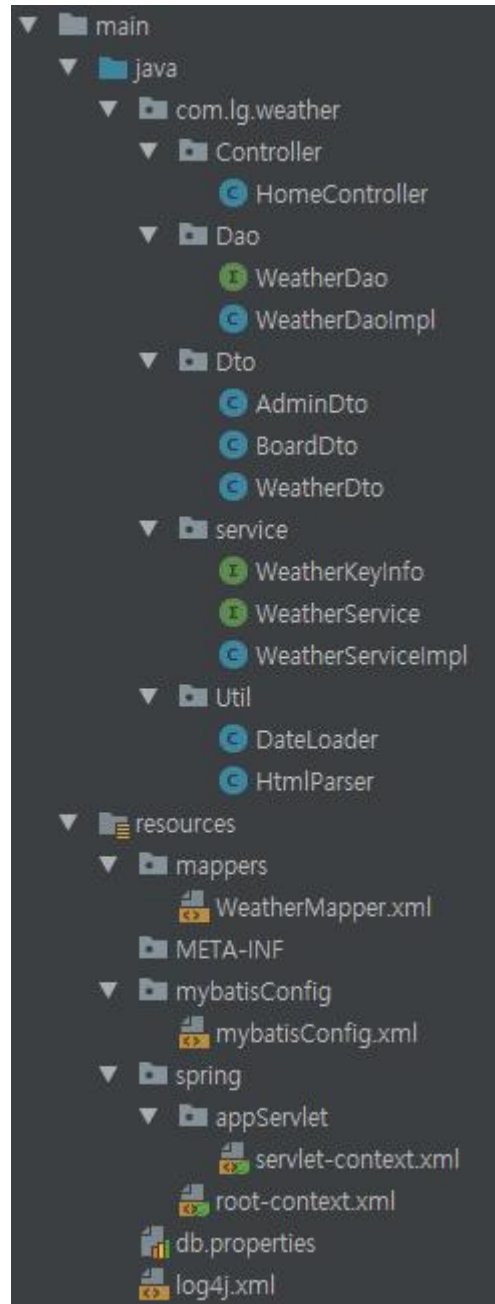 main
java
com.lg.weather
Controller
HomeController
Dao
WeatherDao
WeatherDaoImpl
Dto
AdminDto
BoardDto
WeatherDto
service
WeatherKeyInfo
WeatherService
WeatherServiceImpl
Util
DateLoader
HtmlParser
resources
mappers
WeatherMapper.xml
META-INF
mybatisConfig
mybatisConfig.xml
spring
appServlet
servlet-context.xml
root-context.xml
db.properties
log4j.xml